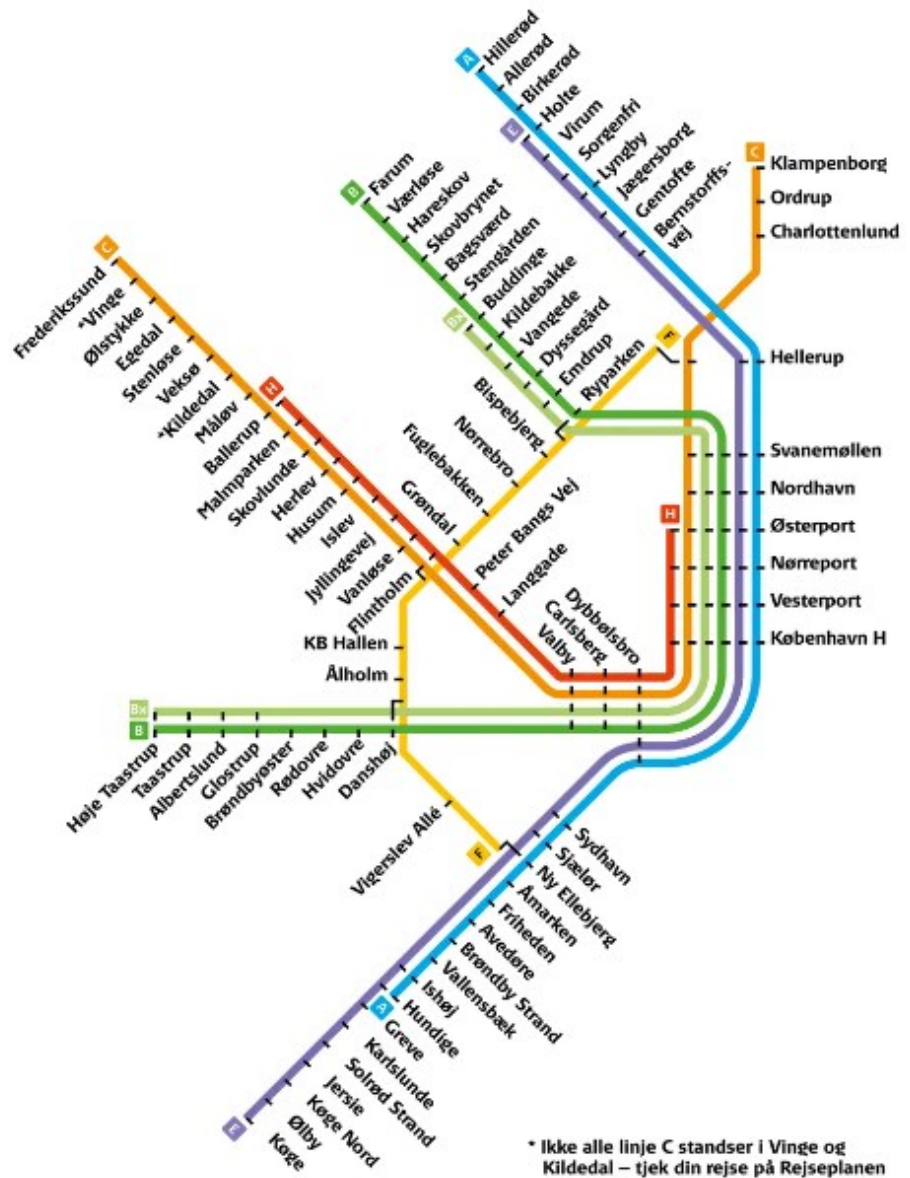 A
Hillerød
Allerød
Birkerød
Holte
Virum
Sorgenfri
Lyngby
Jægersborg
Gentofte
Bernstorffs-
vej
E
C
Klampenborg
Ordrup
Charlottenlund
B
Farum
Værløse
Hareskov
Skovbrynet
Bagsværd
Stengården
Buddinge
Kildebakke
Vangede
Dyssegård
Emdrup
Ryparken
F
Bx
C
Frederikssund
*Vinge
Ølstykke
Egedal
Stenløse
Veksø
*Kildedal
Måløv
Ballerup
Malmparken
Skovlunde
Herlev
Husum
Islev
Jyllingevej
Vanløse
Flintholm
H
Bispebjerg
Nørrebro
Fuglebakken
Grøndal
Peter Bangs Vej
Langgade
Valby
Carlsberg
Dybbølsbro
Hellerup
Svanemøllen
Nordhavn
H
Østerport
Nørreport
Vesterport
København H
KB Hallen
Ålholm
Bx
B
Høje Taastrup
Taastrup
Albertslund
Glostrup
Brøndbyøster
Rødovre
Hvidovre
Danshøj
Vigerslev Allé
F
Sydhavn
Sjælør
Ny Ellebjerg
Åmarken
Friheden
Avedøre
Brøndby Strand
Vallensbæk
Ishøj
Hundige
A
Greve
Karlslunde
Solrød Strand
Jersie
Køge Nord
Ølby
Køge
E
* Ikke alle linje C standser i Vinge og
Kildedal – tjek din rejse på Rejseplanen